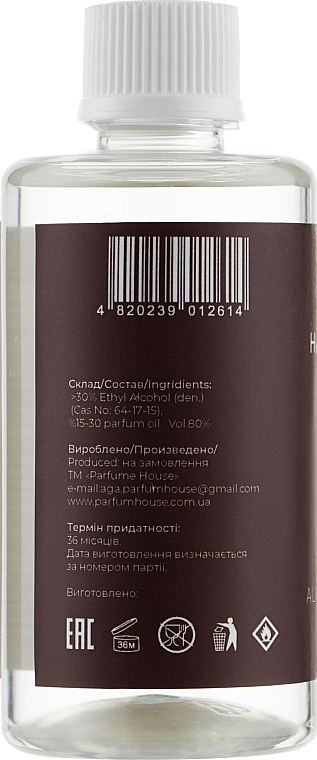 4 820239 012614
H
Склад/Состав/Ingridients:
>30% Ethyl Alcohol (den.)
(Cas No: 64-17-15),
%15-30 parfum oil. Vol.80%
Вироблено/Произведено/
Produced: на замовлення
ТМ «Parfume House»
e-mail:aga.parfumhouse@gmail.com
www.parfumhouse.com.ua
Термін придатності:
36 місяців.
Дата виготовлення визначається
за номером партії.
Виготовлено:
AL
EAC
36м